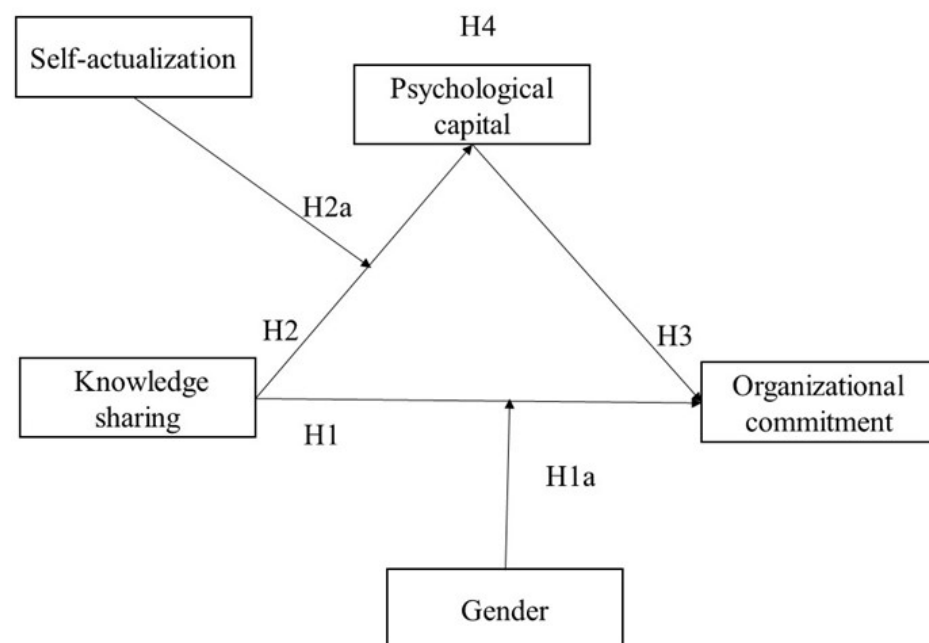 H4
Self-actualization
Psychological
capital
H2a
H2
H3
Knowledge
sharing
Organizational
commitment
H1
H1a
Gender